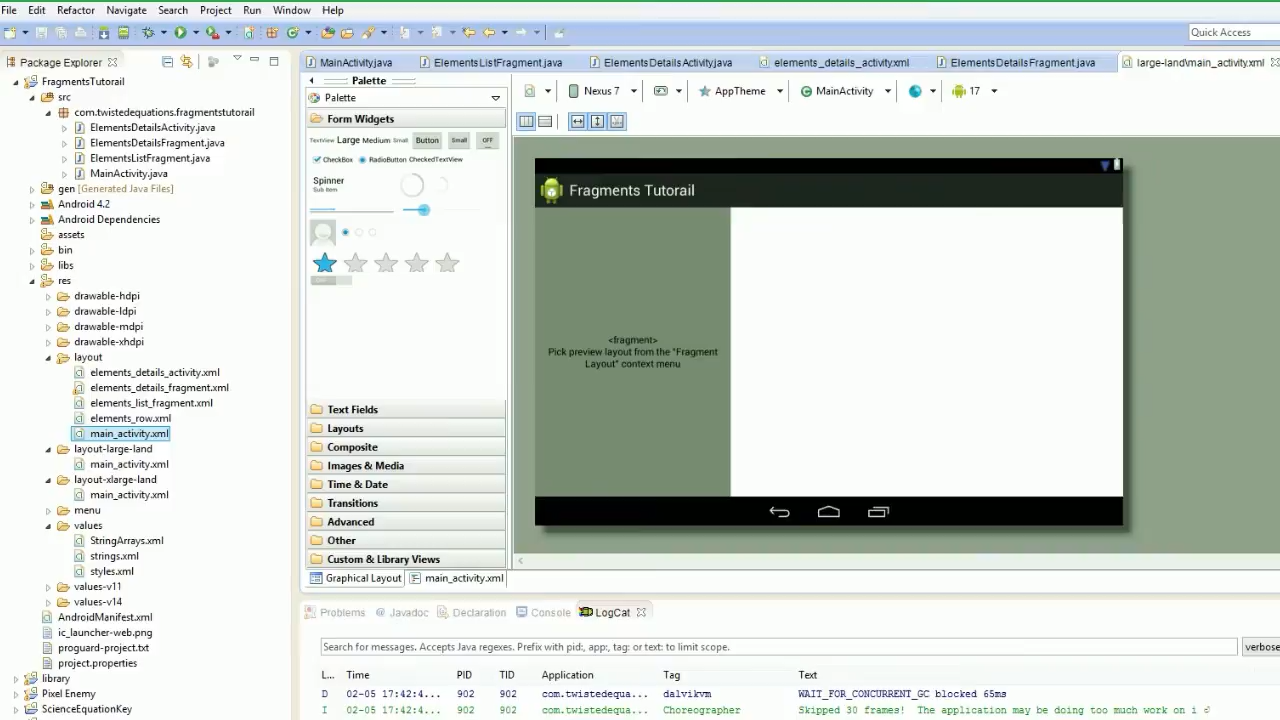 File Edit Refactor Navigate Search Project Run Window Help
Quick Access
Package Explorer
MainActivity.java ElementsListFragment.java ElementsDetailsActivity.java elements_details_activity.xml ElementsDetailsFragment.java large-land\main_activity.xml
FragmentsTutorail
src
com.twistedequations.fragmentstutorail
ElementsDetailsActivity.java
ElementsDetailsFragment.java
ElementsListFragment.java
MainActivity.java
gen [Generated Java Files]
Android 4.2
Android Dependencies
assets
bin
libs
res
drawable-hdpi
drawable-ldpi
drawable-mdpi
drawable-xhdpi
layout
elements_details_activity.xml
elements_details_fragment.xml
elements_list_fragment.xml
elements_row.xml
main_activity.xml
layout-large-land
main_activity.xml
layout-xlarge-land
main_activity.xml
menu
values
StringArrays.xml
strings.xml
styles.xml
values-v11
values-v14
AndroidManifest.xml
ic_launcher-web.png
proguard-project.txt
project.properties
library
Pixel Enemy
ScienceEquationKey
Palette
Palette
Form Widgets
TextView Large Medium Small Button Small OFF
CheckBox RadioButton CheckedTextView
Spinner
Sub Item
Text Fields
Layouts
Composite
Images & Media
Time & Date
Transitions
Advanced
Other
Custom & Library Views
Graphical Layout main_activity.xml
Nexus 7 AppTheme MainActivity 17
Fragments Tutorail
<fragment>
Pick preview layout from the "Fragment
Layout" context menu
Problems Javadoc Declaration Console LogCat
Search for messages. Accepts Java regexes. Prefix with pid:, app:, tag: or text: to limit scope.
verbose
L... Time PID TID Application Tag Text
D 02-05 17:42:4... 902 902 com.twistedequa... dalvikvm WAIT_FOR_CONCURRENT_GC blocked 65ms
I 02-05 17:42:4... 902 902 com.twistedequa... Choreographer Skipped 30 frames! The application may be doing too much work on i